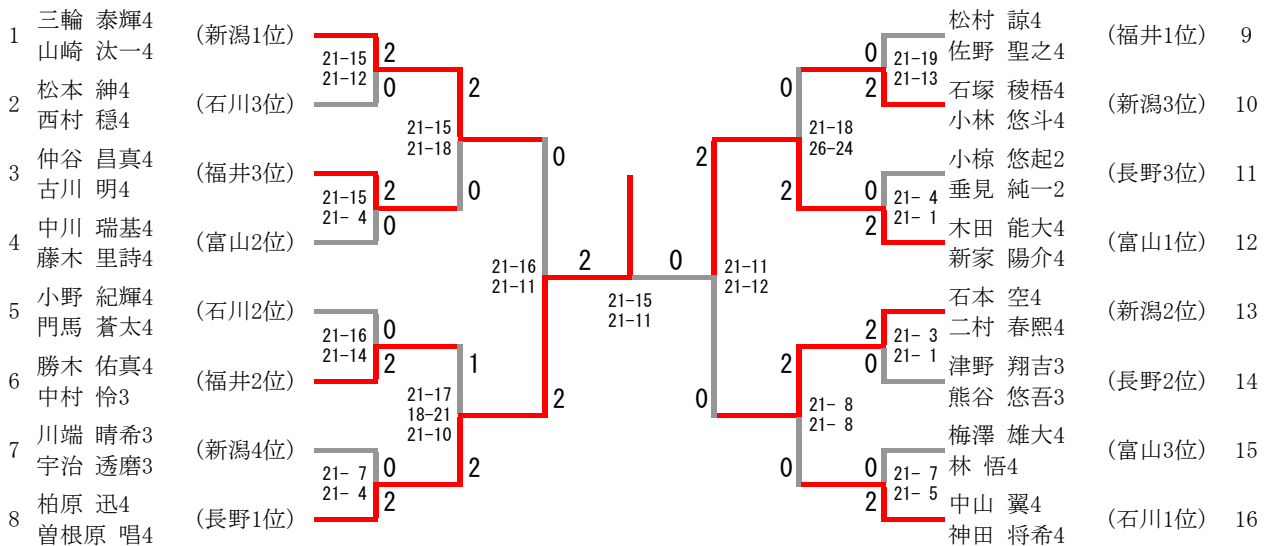 1 三輪 泰輝4 (新潟1位)
山崎 汰一4
2 松本 紳4 (石川3位)
西村 穏4
3 仲谷 昌真4 (福井3位)
古川 明4
4 中川 瑞基4 (富山2位)
藤木 里詩4
5 小野 紀輝4 (石川2位)
門馬 蒼太4
6 勝木 佑真4 (福井2位)
中村 怜3
7 川端 晴希3 (新潟4位)
宇治 透磨3
8 柏原 迅4 (長野1位)
曽根原 唱4
21-15 2
21-12 0
21-15 2
21- 4 0
21-16 0
21-14 2
21- 7 0
21- 4 2
2
21-15
21-18
0
1
21-17
18-21
21-10
2
0
21-16
21-11
2
2
0
21-15
21-11
2
21-11
21-12
0
0
21-18
26-24
2
2
21- 8
21- 8
0
0 21-19
2 21-13
0 21- 4
2 21- 1
2 21- 3
0 21- 1
0 21- 7
2 21- 5
松村 諒4 (福井1位) 9
佐野 聖之4
石塚 稜梧4 (新潟3位) 10
小林 悠斗4
小椋 悠起2 (長野3位) 11
垂見 純一2
木田 能大4 (富山1位) 12
新家 陽介4
石本 空4 (新潟2位) 13
二村 春熙4
津野 翔吉3 (長野2位) 14
熊谷 悠吾3
梅澤 雄大4 (富山3位) 15
林 悟4
中山 翼4 (石川1位) 16
神田 将希4